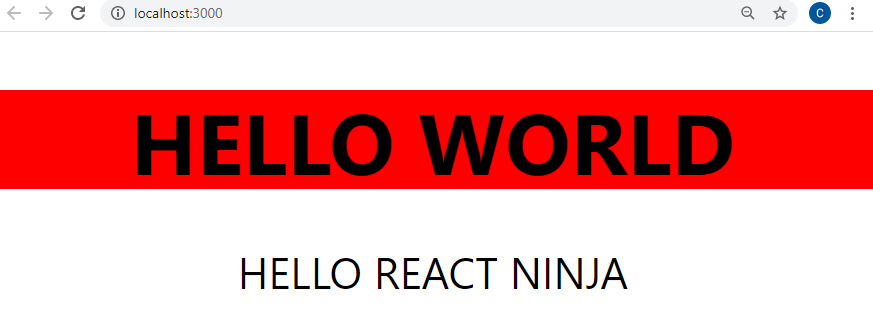 localhost:3000
C
HELLO WORLD
HELLO REACT NINJA